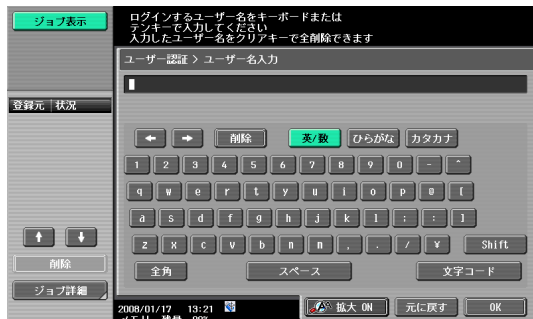 ジョブ表示
ログインするユーザー名をキーボードまたは
テンキーで入力してください
入力したユーザー名をクリアキーで全削除できます
ユーザー認証 > ユーザー名入力
登録元 状況
← → 削除 英/数 ひらがな カタカナ
1 2 3 4 5 6 7 8 9 0 - ^
q w e r t y u i o p @ [
a s d f g h j k l ; : ]
z x c v b n m , . / ¥ Shift
全角 スペース 文字コード
↑ ↓
削除
ジョブ詳細
2008/01/17 13:21
メモリ 残量 99%
拡大 ON 元に戻す OK